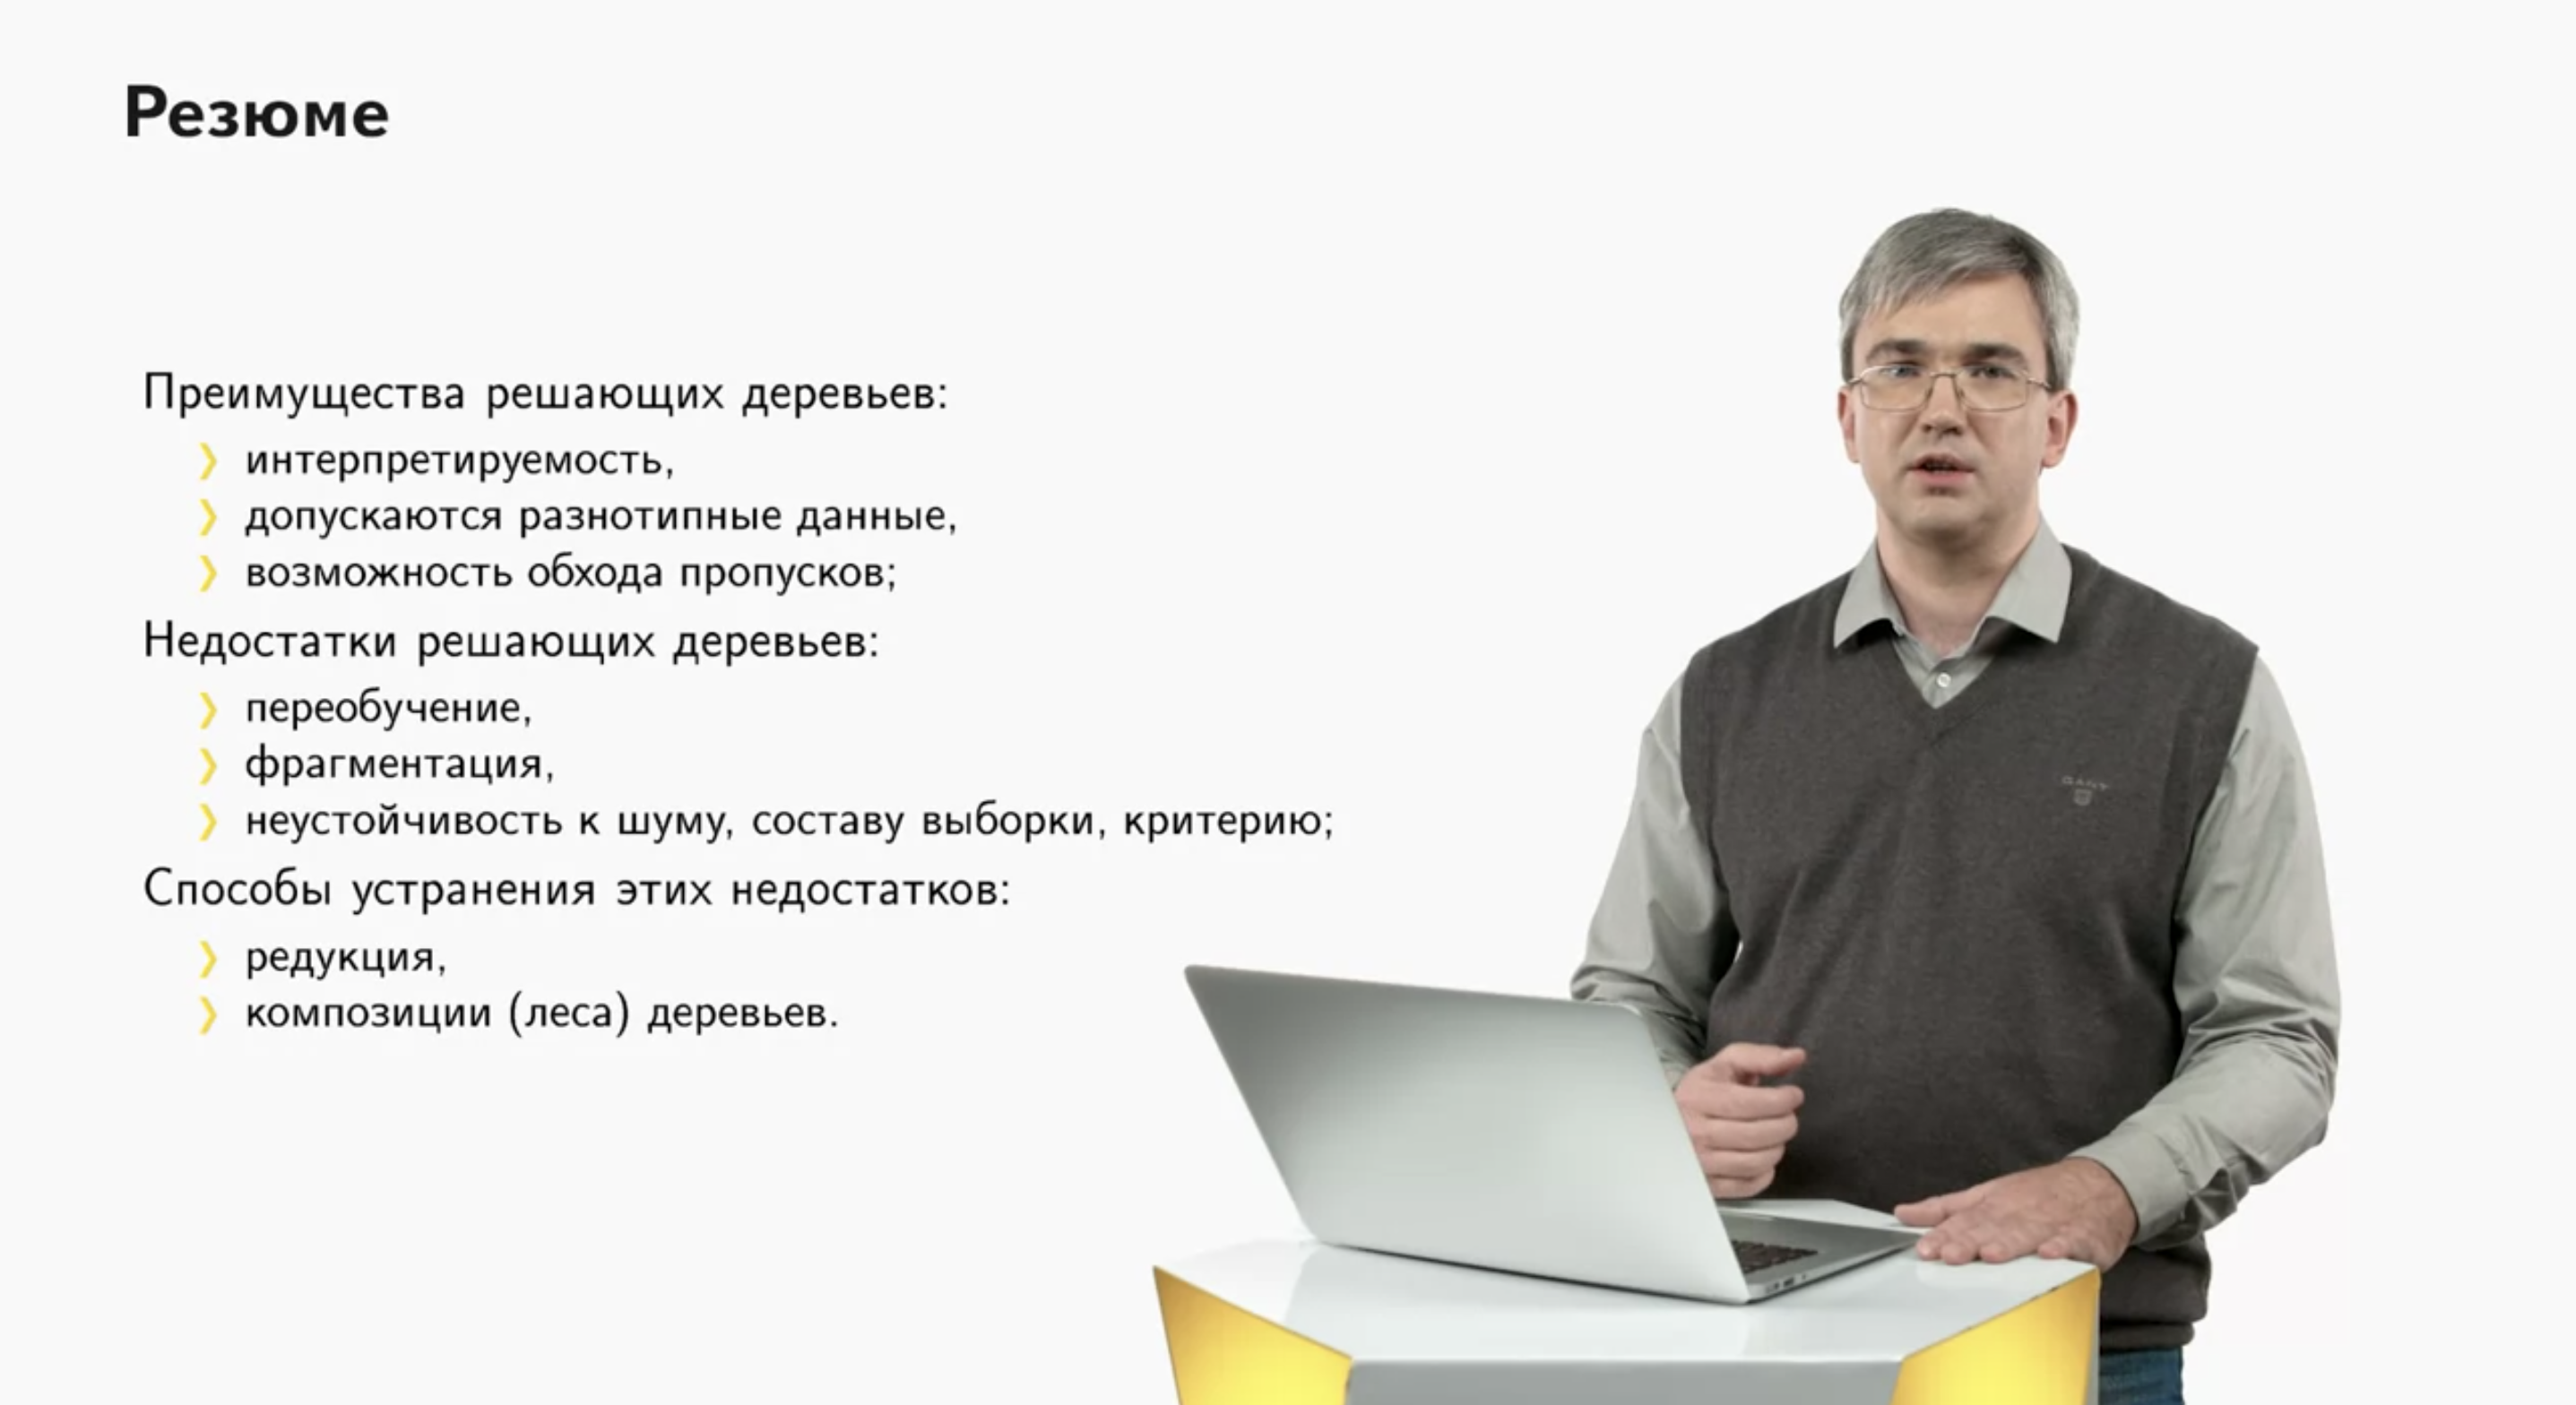 Резюме
Преимущества решающих деревьев:
интерпретируемость,
допускаются разнотипные данные,
возможность обхода пропусков;
Недостатки решающих деревьев:
переобучение,
фрагментация,
неустойчивость к шуму, составу выборки, критерию;
Способы устранения этих недостатков:
редукция,
композиции (леса) деревьев.